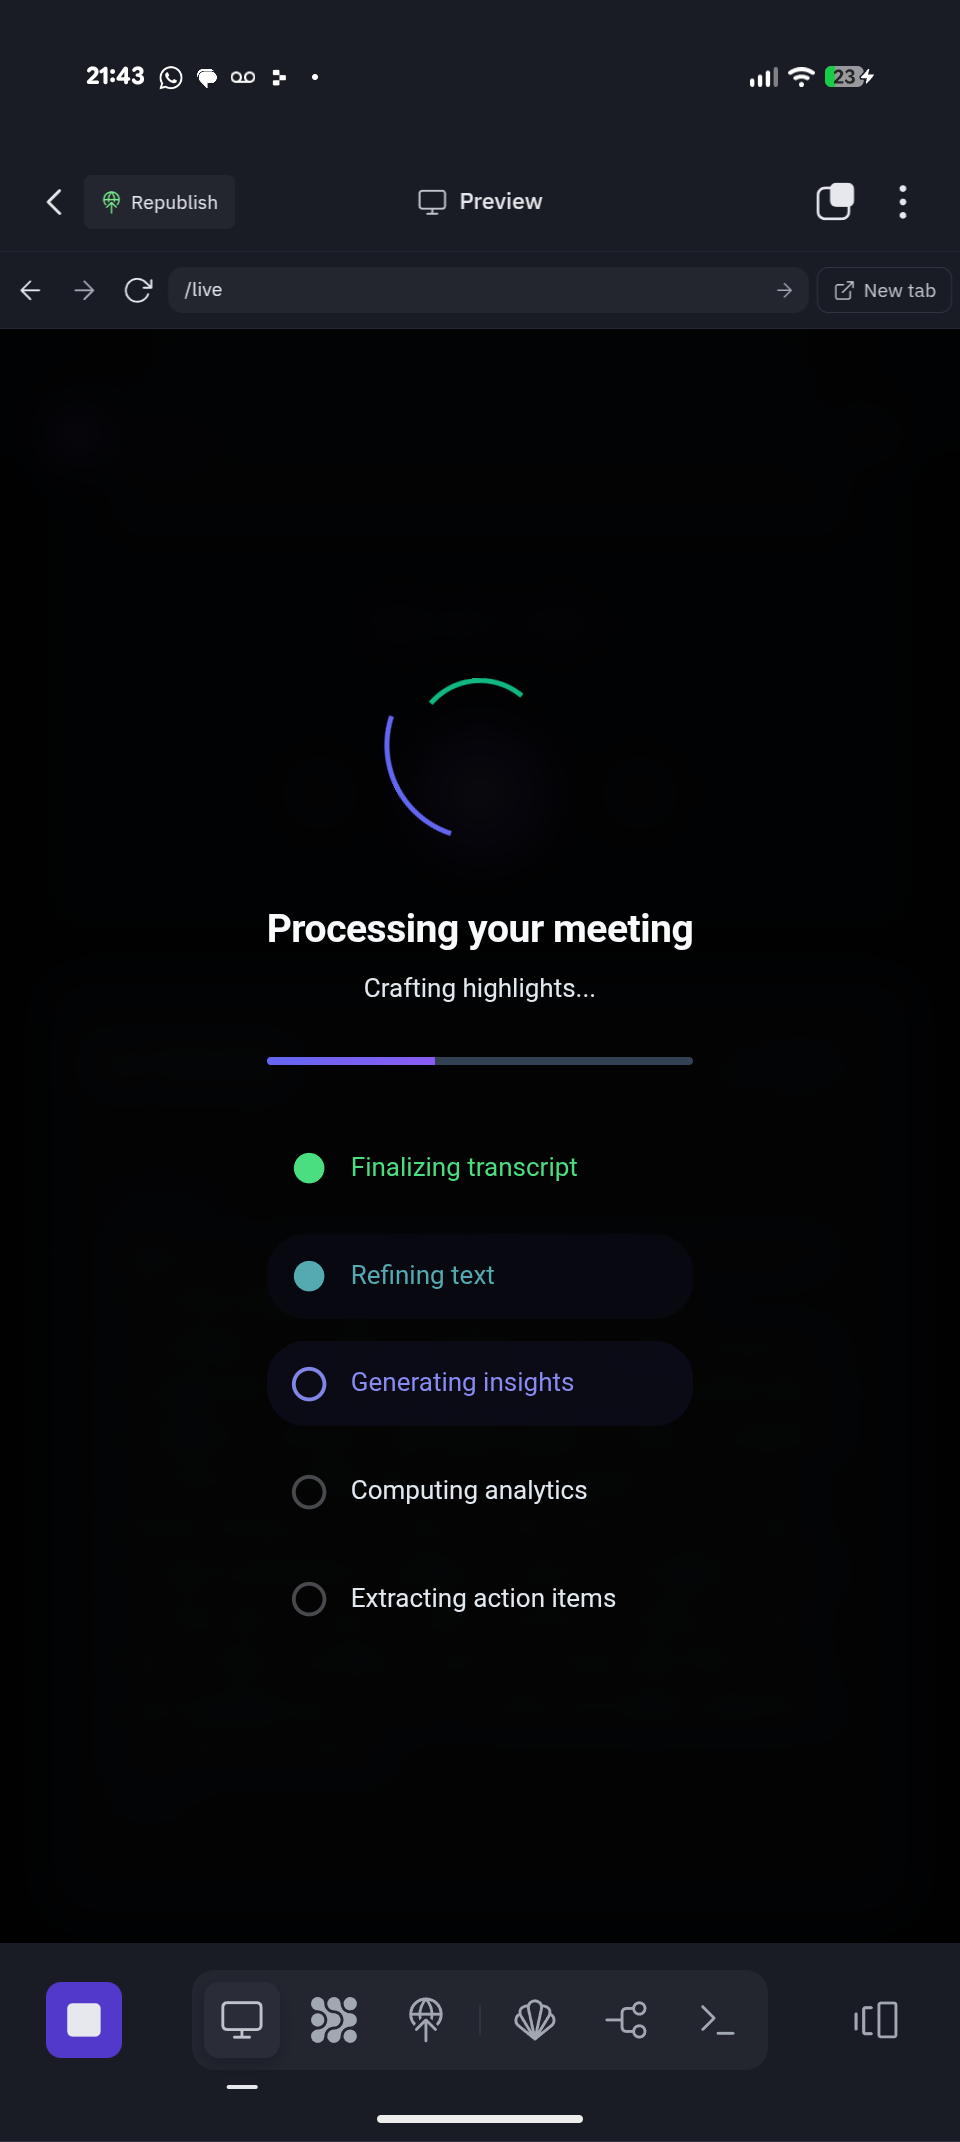 21:43
23
Republish
Preview
/live
New tab
Processing your meeting
Crafting highlights...
Finalizing transcript
Refining text
Generating insights
Computing analytics
Extracting action items